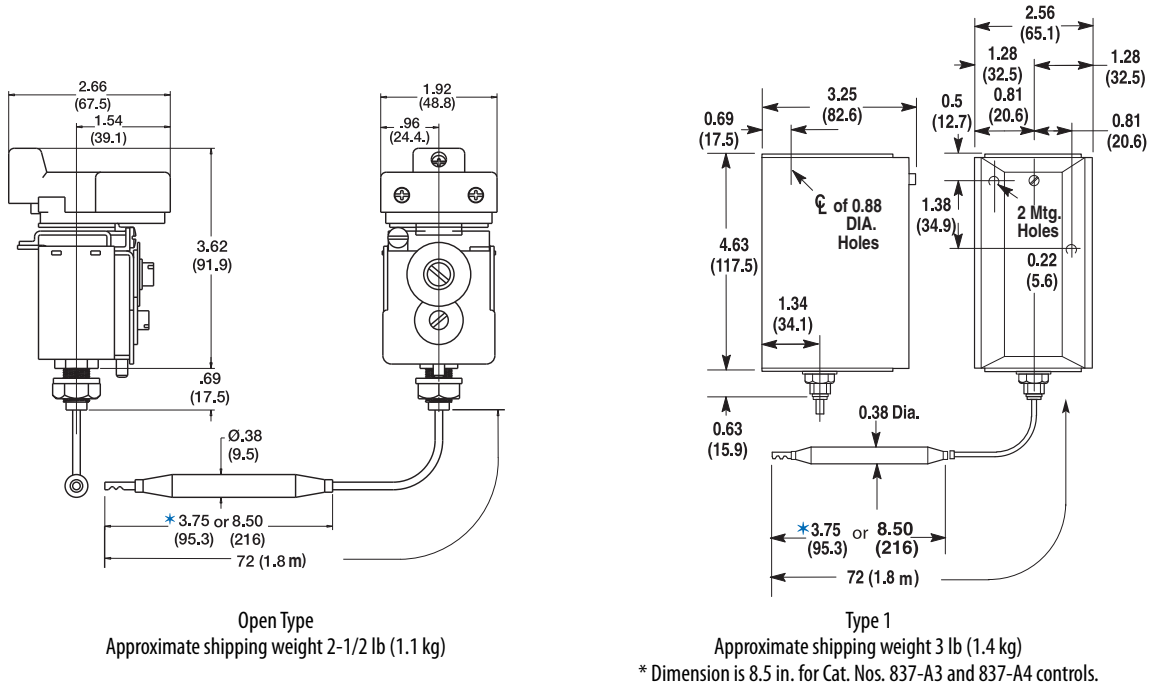 2.66
(67.5)
1.54
(39.1)
3.62
(91.9)
.69
(17.5)
1.92
(48.8)
.96
(24.4.)
Ø.38
(9.5)
*3.75 or 8.50
(95.3) (216)
72 (1.8 m)
Open Type
Approximate shipping weight 2-1/2 lb (1.1 kg)
0.69
(17.5)
3.25
(82.6)
℄ of 0.88
DIA.
Holes
4.63
(117.5)
1.34
(34.1)
0.63
(15.9)
2.56
(65.1)
1.28
(32.5)
1.28
(32.5)
0.5
(12.7)
0.81
(20.6)
0.81
(20.6)
1.38
(34.9)
2 Mtg.
Holes
0.22
(5.6)
0.38 Dia.
*3.75 or 8.50
(95.3) (216)
72 (1.8 m)
Type 1
Approximate shipping weight 3 lb (1.4 kg)
* Dimension is 8.5 in. for Cat. Nos. 837-A3 and 837-A4 controls.